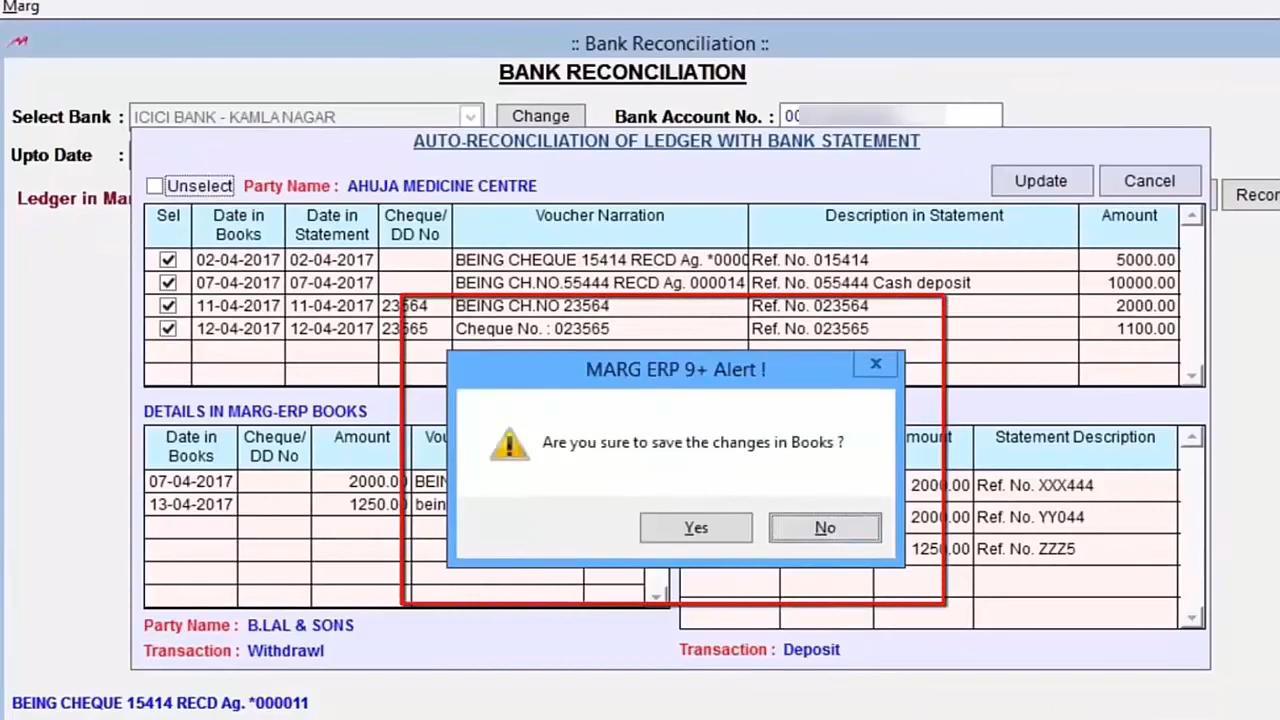 Marg
:: Bank Reconciliation ::
BANK RECONCILIATION
Select Bank : ICICI BANK - KAMLA NAGAR Change Bank Account No. : 00
Upto Date :
AUTO-RECONCILIATION OF LEDGER WITH BANK STATEMENT
Unselect Party Name : AHUJA MEDICINE CENTRE Update Cancel
Ledger in Mar Recon
Sel Date in Books Date in Statement Cheque/ DD No Voucher Narration Description in Statement Amount
02-04-2017 02-04-2017 BEING CHEQUE 15414 RECD Ag. *000 Ref. No. 015414 5000.00
07-04-2017 07-04-2017 BEING CH.NO.55444 RECD Ag. 000014 Ref. No. 055444 Cash deposit 10000.00
11-04-2017 11-04-2017 23564 BEING CH.NO 23564 Ref. No. 023564 2000.00
12-04-2017 12-04-2017 23565 Cheque No. : 023565 Ref. No. 023565 1100.00
MARG ERP 9+ Alert ! x
Are you sure to save the changes in Books ?
Yes No
DETAILS IN MARG-ERP BOOKS
Date in Books Cheque/ DD No Amount Vou
07-04-2017 2000.00 BEIN
13-04-2017 1250.00 bein
mount Statement Description
2000.00 Ref. No. XXX444
2000.00 Ref. No. YY044
1250.00 Ref. No. ZZZ5
Party Name : B.LAL & SONS
Transaction : Withdrawl
Transaction : Deposit
BEING CHEQUE 15414 RECD Ag. *000011